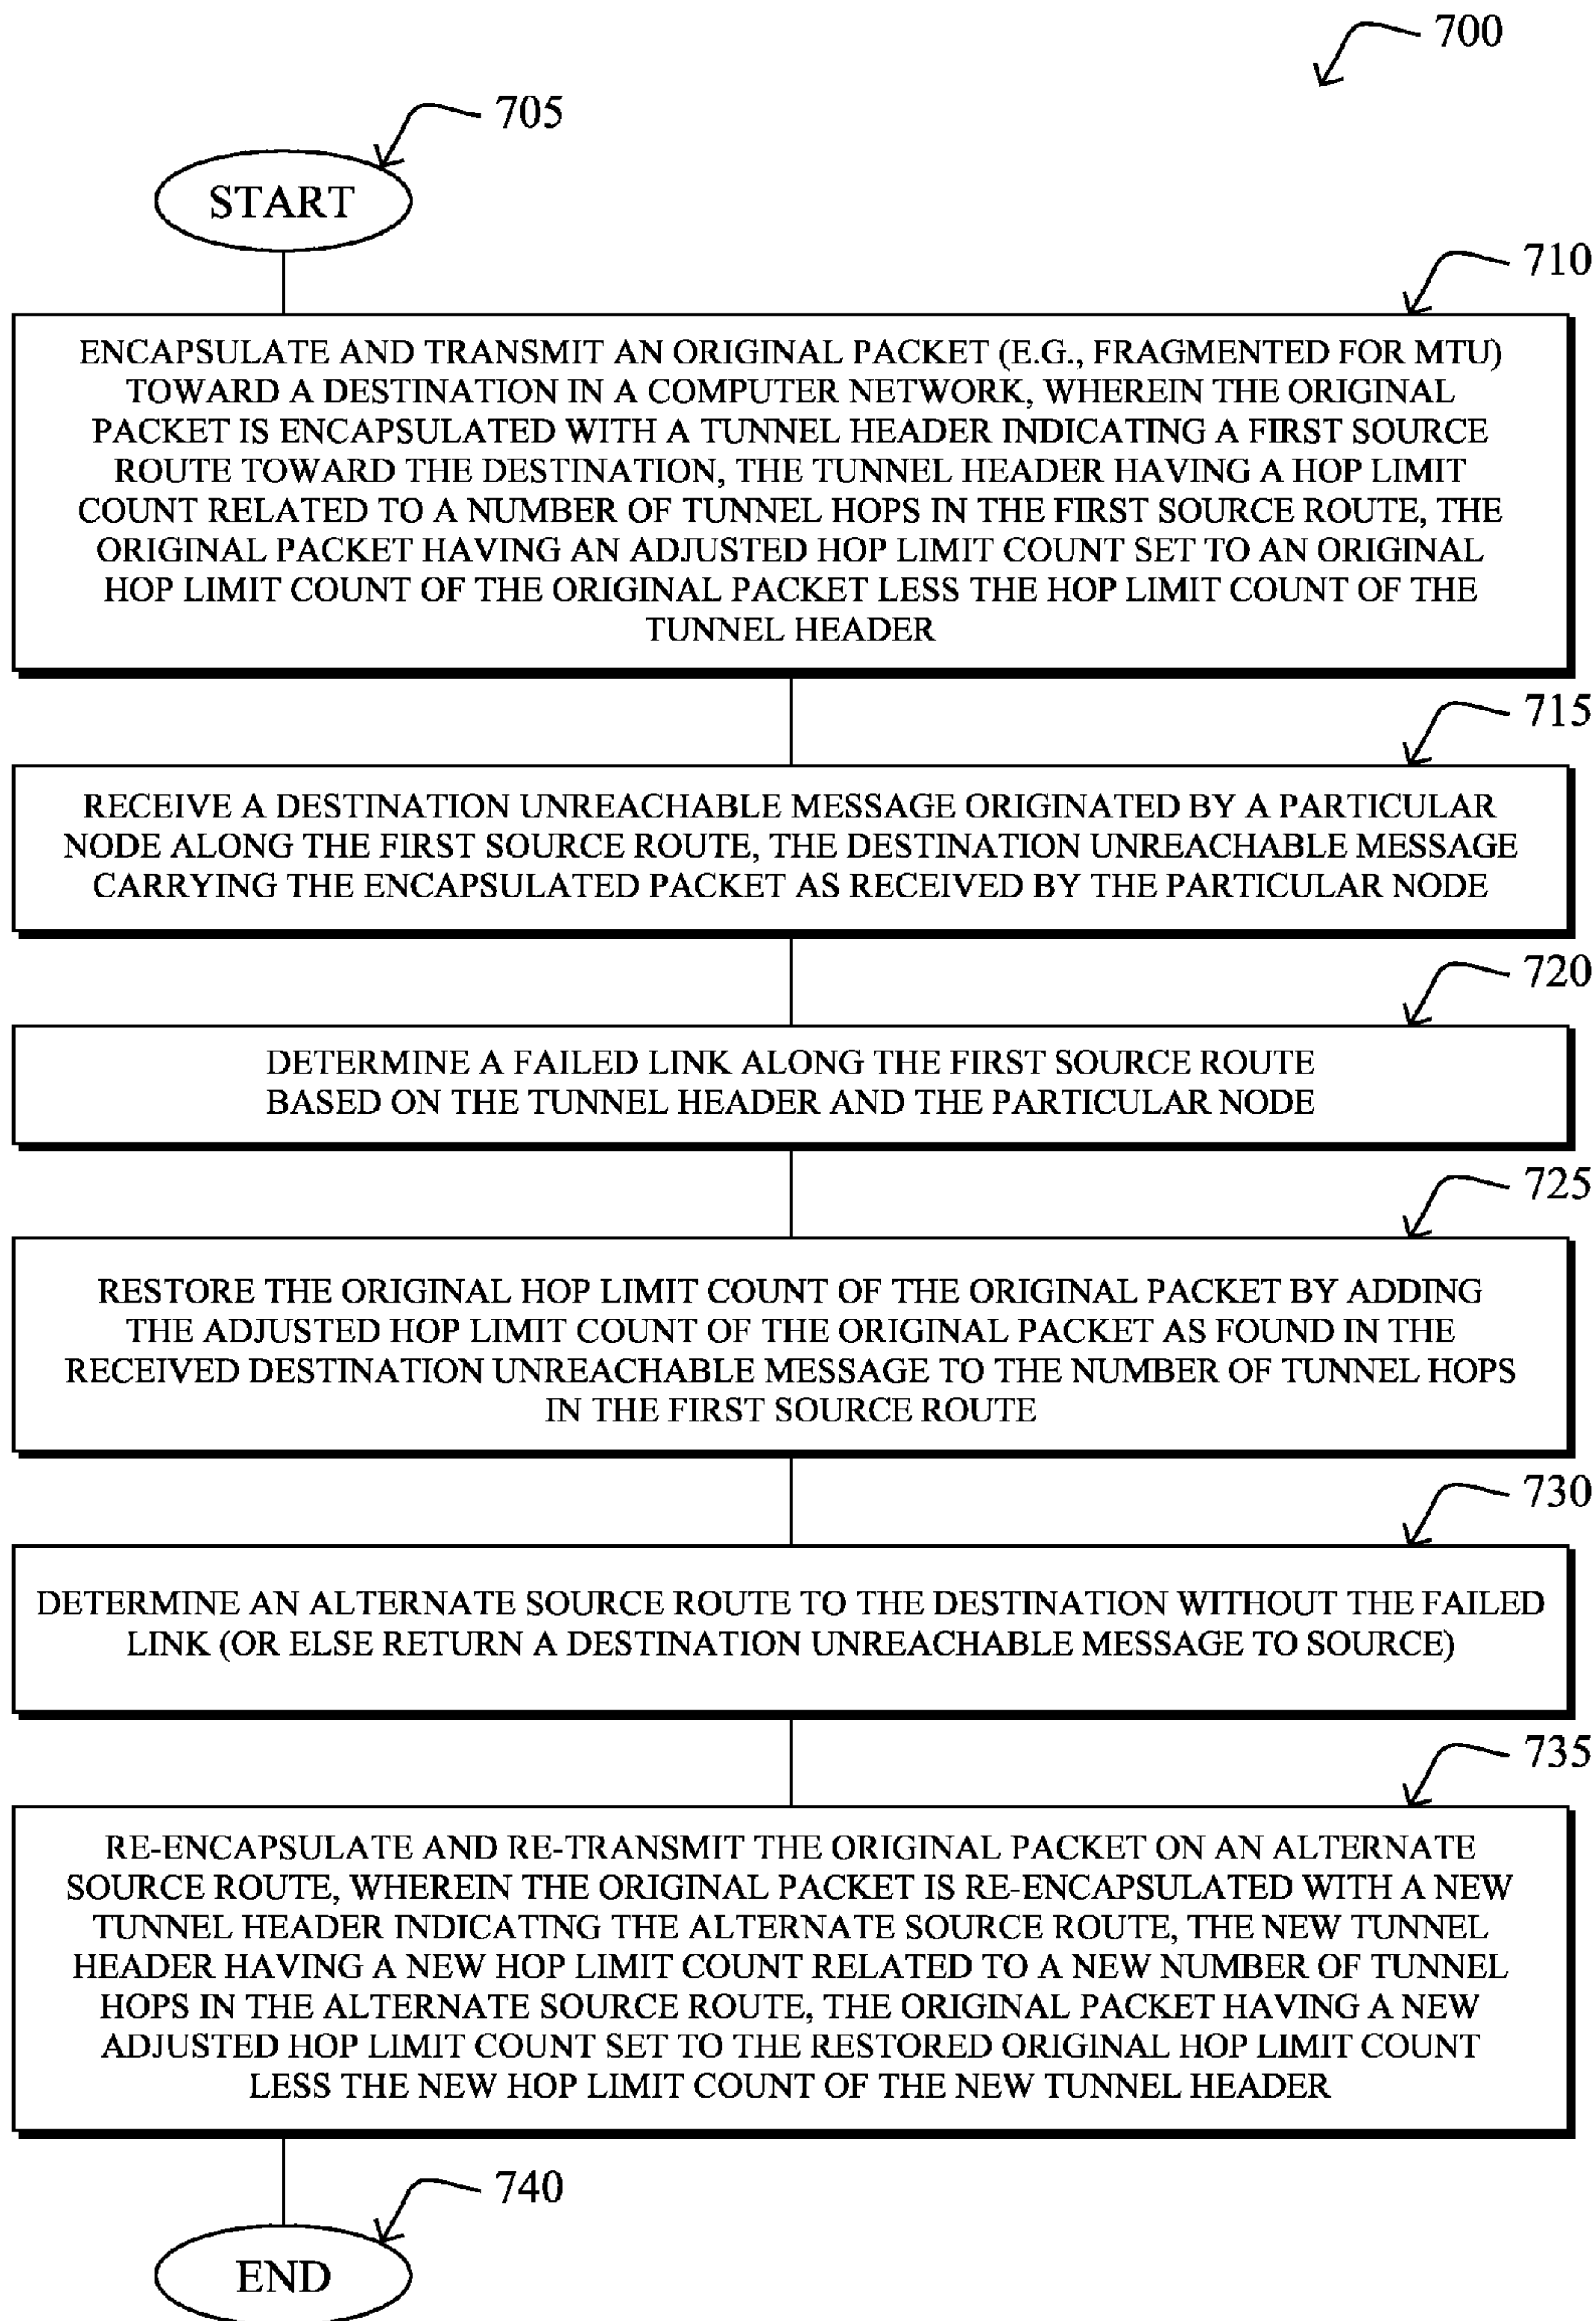 700
705
START
710
ENCAPSULATE AND TRANSMIT AN ORIGINAL PACKET (E.G., FRAGMENTED FOR MTU)
TOWARD A DESTINATION IN A COMPUTER NETWORK, WHEREIN THE ORIGINAL
PACKET IS ENCAPSULATED WITH A TUNNEL HEADER INDICATING A FIRST SOURCE
ROUTE TOWARD THE DESTINATION, THE TUNNEL HEADER HAVING A HOP LIMIT
COUNT RELATED TO A NUMBER OF TUNNEL HOPS IN THE FIRST SOURCE ROUTE, THE
ORIGINAL PACKET HAVING AN ADJUSTED HOP LIMIT COUNT SET TO AN ORIGINAL
HOP LIMIT COUNT OF THE ORIGINAL PACKET LESS THE HOP LIMIT COUNT OF THE
TUNNEL HEADER
715
RECEIVE A DESTINATION UNREACHABLE MESSAGE ORIGINATED BY A PARTICULAR
NODE ALONG THE FIRST SOURCE ROUTE, THE DESTINATION UNREACHABLE MESSAGE
CARRYING THE ENCAPSULATED PACKET AS RECEIVED BY THE PARTICULAR NODE
720
DETERMINE A FAILED LINK ALONG THE FIRST SOURCE ROUTE
BASED ON THE TUNNEL HEADER AND THE PARTICULAR NODE
725
RESTORE THE ORIGINAL HOP LIMIT COUNT OF THE ORIGINAL PACKET BY ADDING
THE ADJUSTED HOP LIMIT COUNT OF THE ORIGINAL PACKET AS FOUND IN THE
RECEIVED DESTINATION UNREACHABLE MESSAGE TO THE NUMBER OF TUNNEL HOPS
IN THE FIRST SOURCE ROUTE
730
DETERMINE AN ALTERNATE SOURCE ROUTE TO THE DESTINATION WITHOUT THE FAILED
LINK (OR ELSE RETURN A DESTINATION UNREACHABLE MESSAGE TO SOURCE)
735
RE-ENCAPSULATE AND RE-TRANSMIT THE ORIGINAL PACKET ON AN ALTERNATE
SOURCE ROUTE, WHEREIN THE ORIGINAL PACKET IS RE-ENCAPSULATED WITH A NEW
TUNNEL HEADER INDICATING THE ALTERNATE SOURCE ROUTE, THE NEW TUNNEL
HEADER HAVING A NEW HOP LIMIT COUNT RELATED TO A NEW NUMBER OF TUNNEL
HOPS IN THE ALTERNATE SOURCE ROUTE, THE ORIGINAL PACKET HAVING A NEW
ADJUSTED HOP LIMIT COUNT SET TO THE RESTORED ORIGINAL HOP LIMIT COUNT
LESS THE NEW HOP LIMIT COUNT OF THE NEW TUNNEL HEADER
740
END